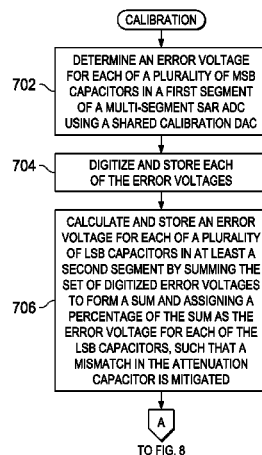 CALIBRATION
702
DETERMINE AN ERROR VOLTAGE
FOR EACH OF A PLURALITY OF MSB
CAPACITORS IN A FIRST SEGMENT
OF A MULTI-SEGMENT SAR ADC
USING A SHARED CALIBRATION DAC
704
DIGITIZE AND STORE EACH
OF THE ERROR VOLTAGES
706
CALCULATE AND STORE AN ERROR
VOLTAGE FOR EACH OF A PLURALITY
OF LSB CAPACITORS IN AT LEAST A
SECOND SEGMENT BY SUMMING THE
SET OF DIGITIZED ERROR VOLTAGES
TO FORM A SUM AND ASSIGNING A
PERCENTAGE OF THE SUM AS THE
ERROR VOLTAGE FOR EACH OF THE
LSB CAPACITORS, SUCH THAT A
MISMATCH IN THE ATTENUATION
CAPACITOR IS MITIGATED
A
TO FIG. 8